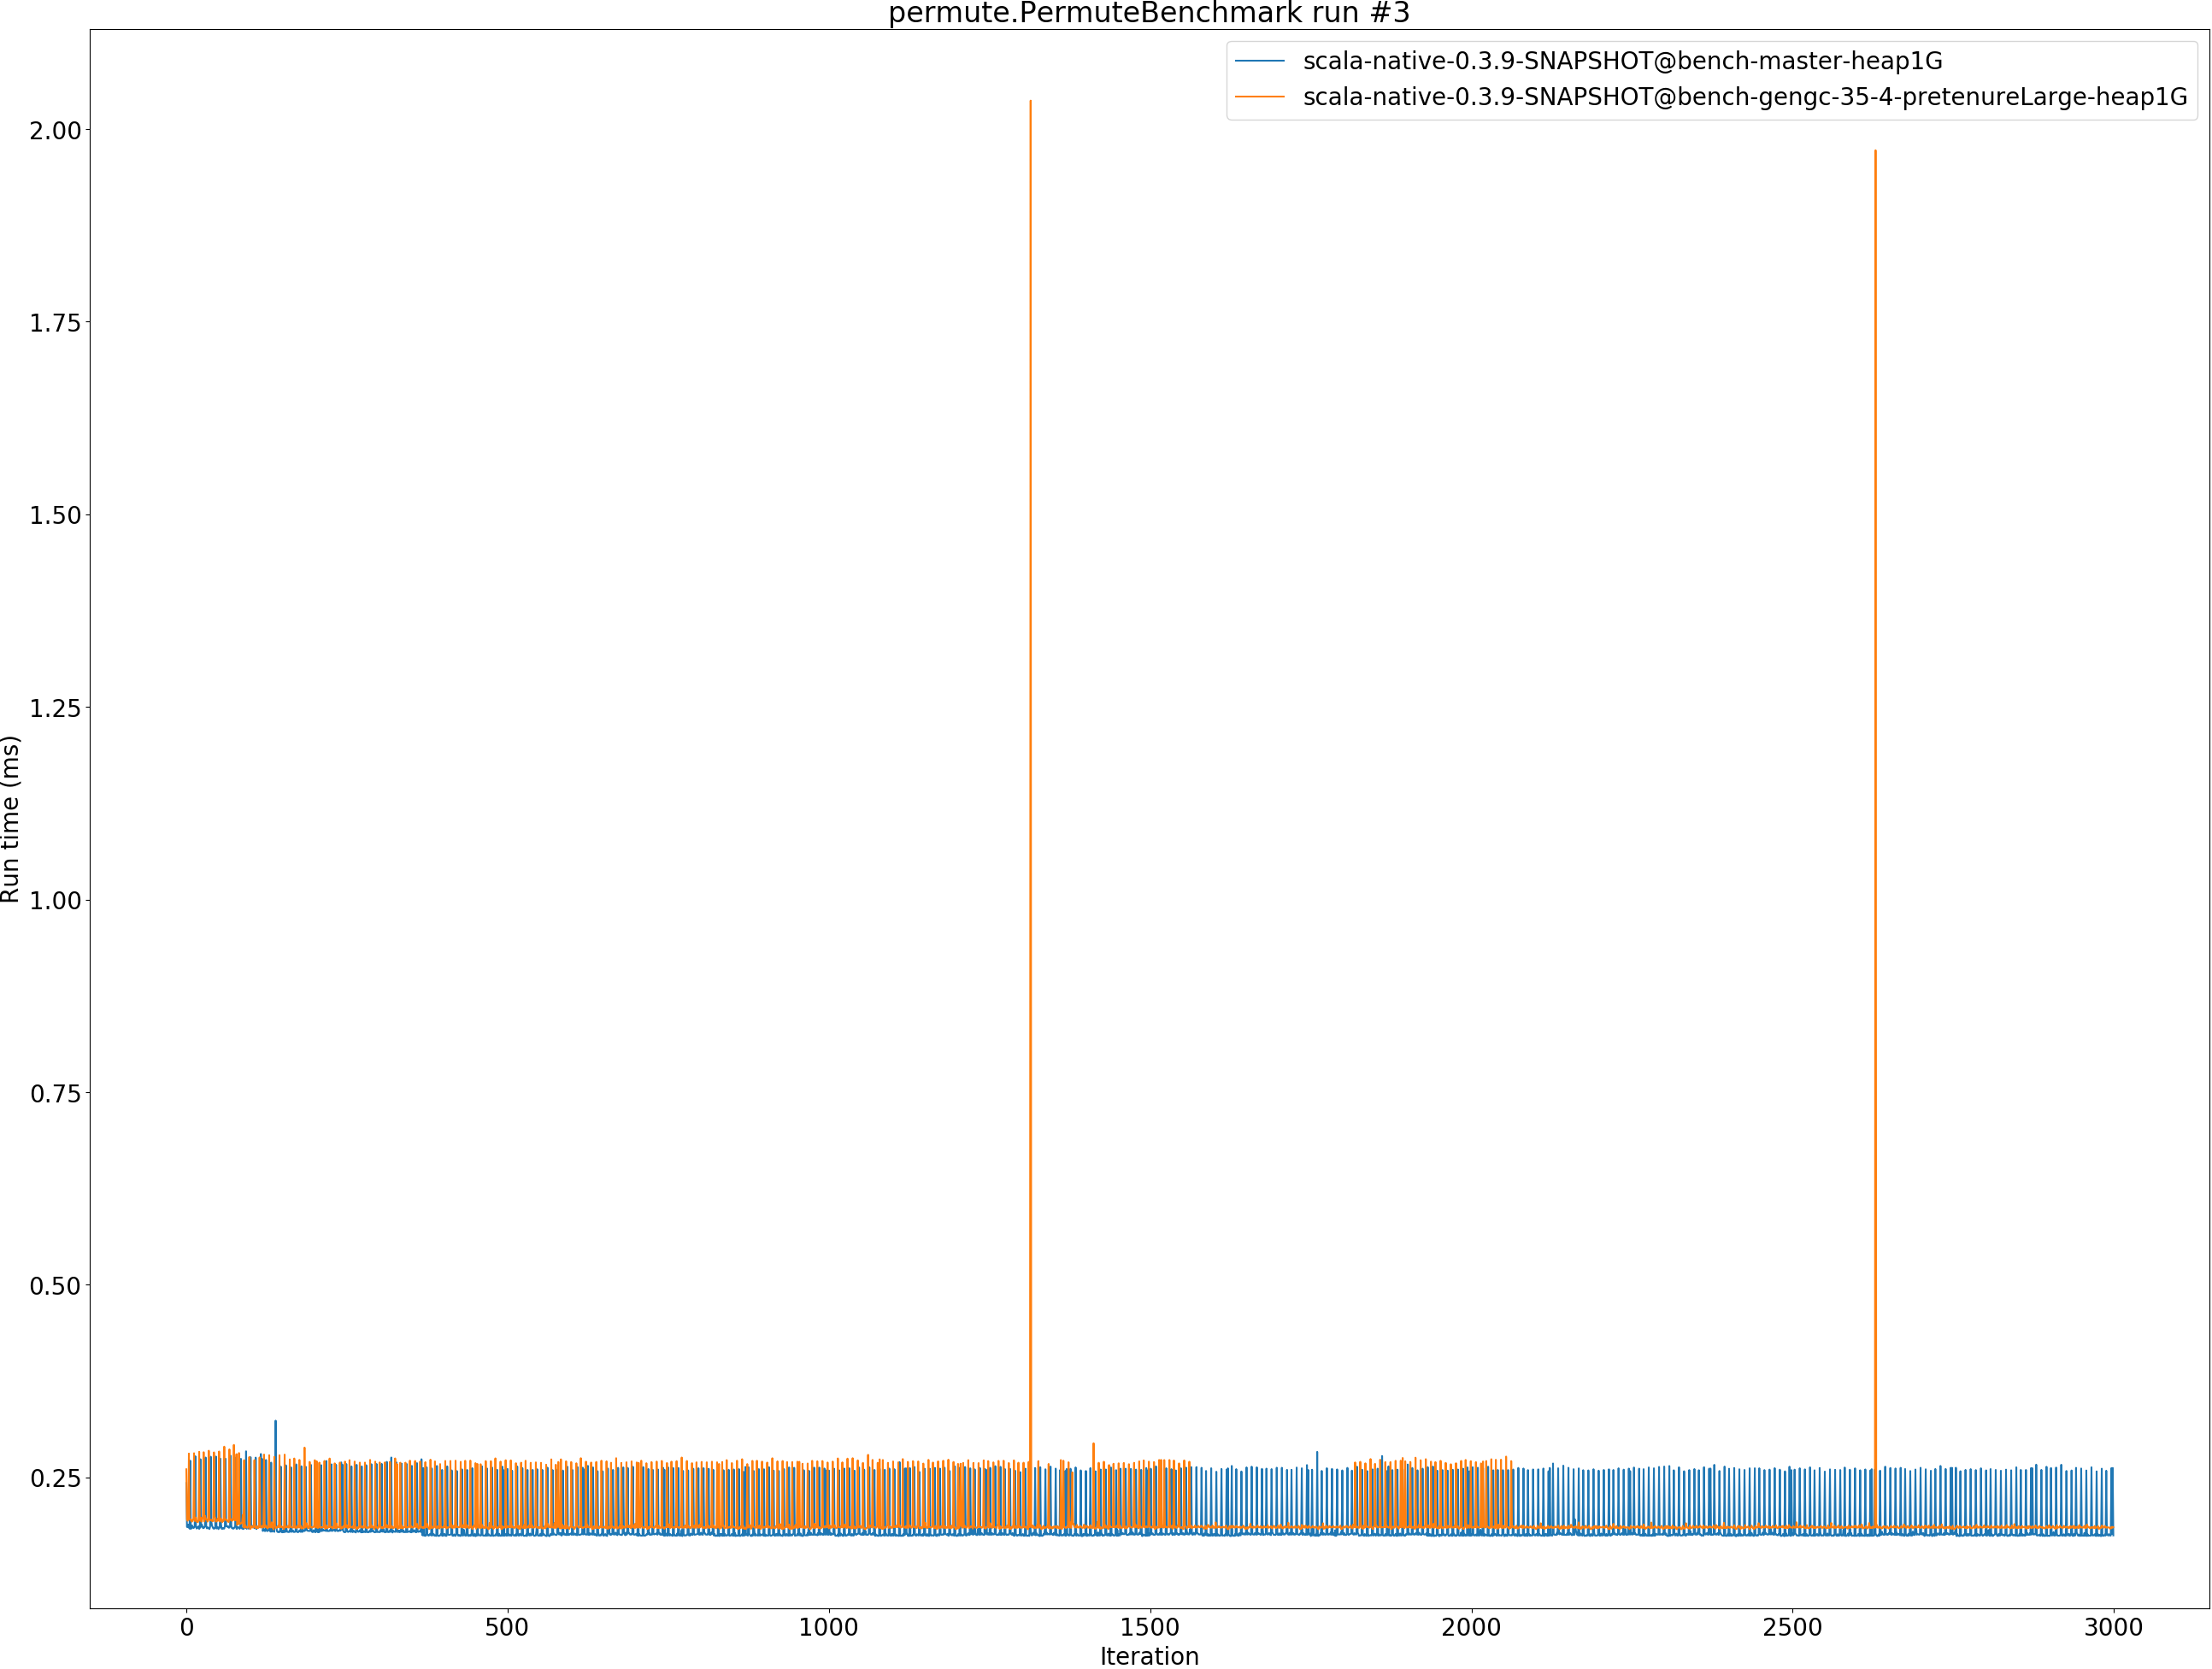 permute.PermuteBenchmark run #3
scala-native-0.3.9-SNAPSHOT@bench-master-heap1G
scala-native-0.3.9-SNAPSHOT@bench-gengc-35-4-pretenureLarge-heap1G
Run time (ms)
2.00
1.75
1.50
1.25
1.00
0.75
0.50
0.25
0 500 1000 1500 2000 2500 3000
Iteration